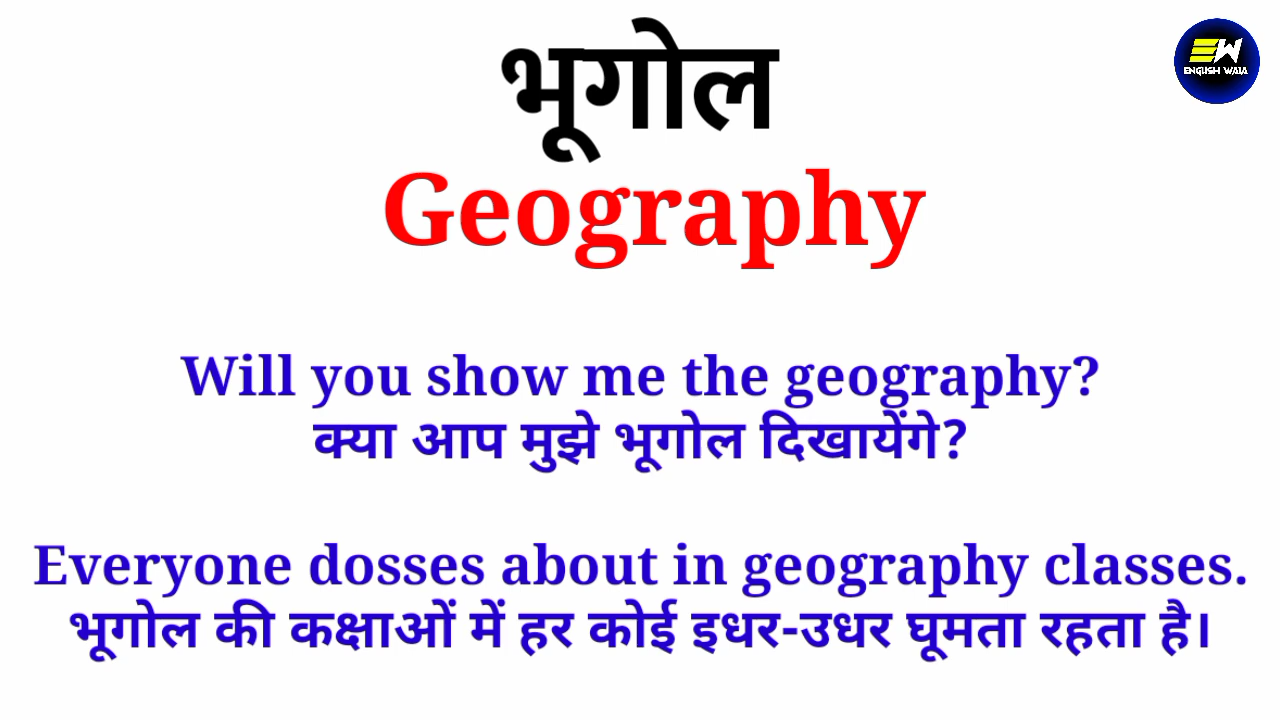 भूगोल
EW
ENGLISH WALA
Geography
Will you show me the geography?
क्या आप मुझे भूगोल दिखायेंगे?
Everyone dosses about in geography classes.
भूगोल की कक्षाओं में हर कोई इधर-उधर घूमता रहता है।